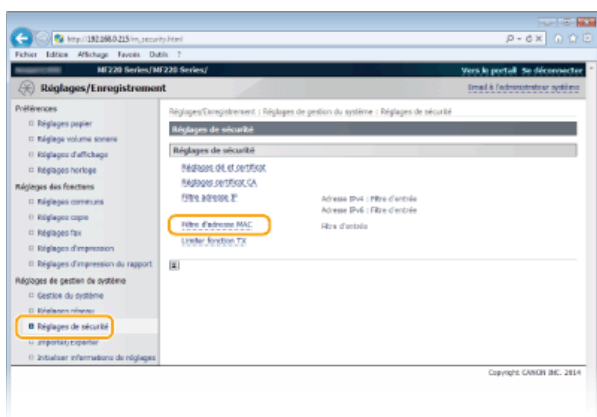 http://192.168.0.215/m_security.html
Fichier Edition Affichage Favoris Outils ?
MF220 Series/MF220 Series/
Vers le portail Se déconnecter
Réglages/Enregistrement
Email à l'administrateur système
Préférences
Réglages papier
Réglage volume sonore
Réglages d'affichage
Réglages horloge
Réglages des fonctions
Réglages communs
Réglages copie
Réglages fax
Réglages d'impression
Réglages d'impression du rapport
Réglages de gestion de système
Gestion du système
Réglages réseau
Réglages de sécurité
Importer/Exporter
Initialiser informations de réglages
Réglages/Enregistrement : Réglages de gestion du système : Réglages de sécurité
Réglages de sécurité
Réglages de sécurité
Réglages clé et certificat
Réglages certificat CA
Filtre adresse IP
Adresse IPv4 : Filtre d'entrée
Adresse IPv6 : Filtre d'entrée
Filtre d'adresse MAC
Filtre d'entrée
Limiter fonction TX
Copyright CANON INC. 2014